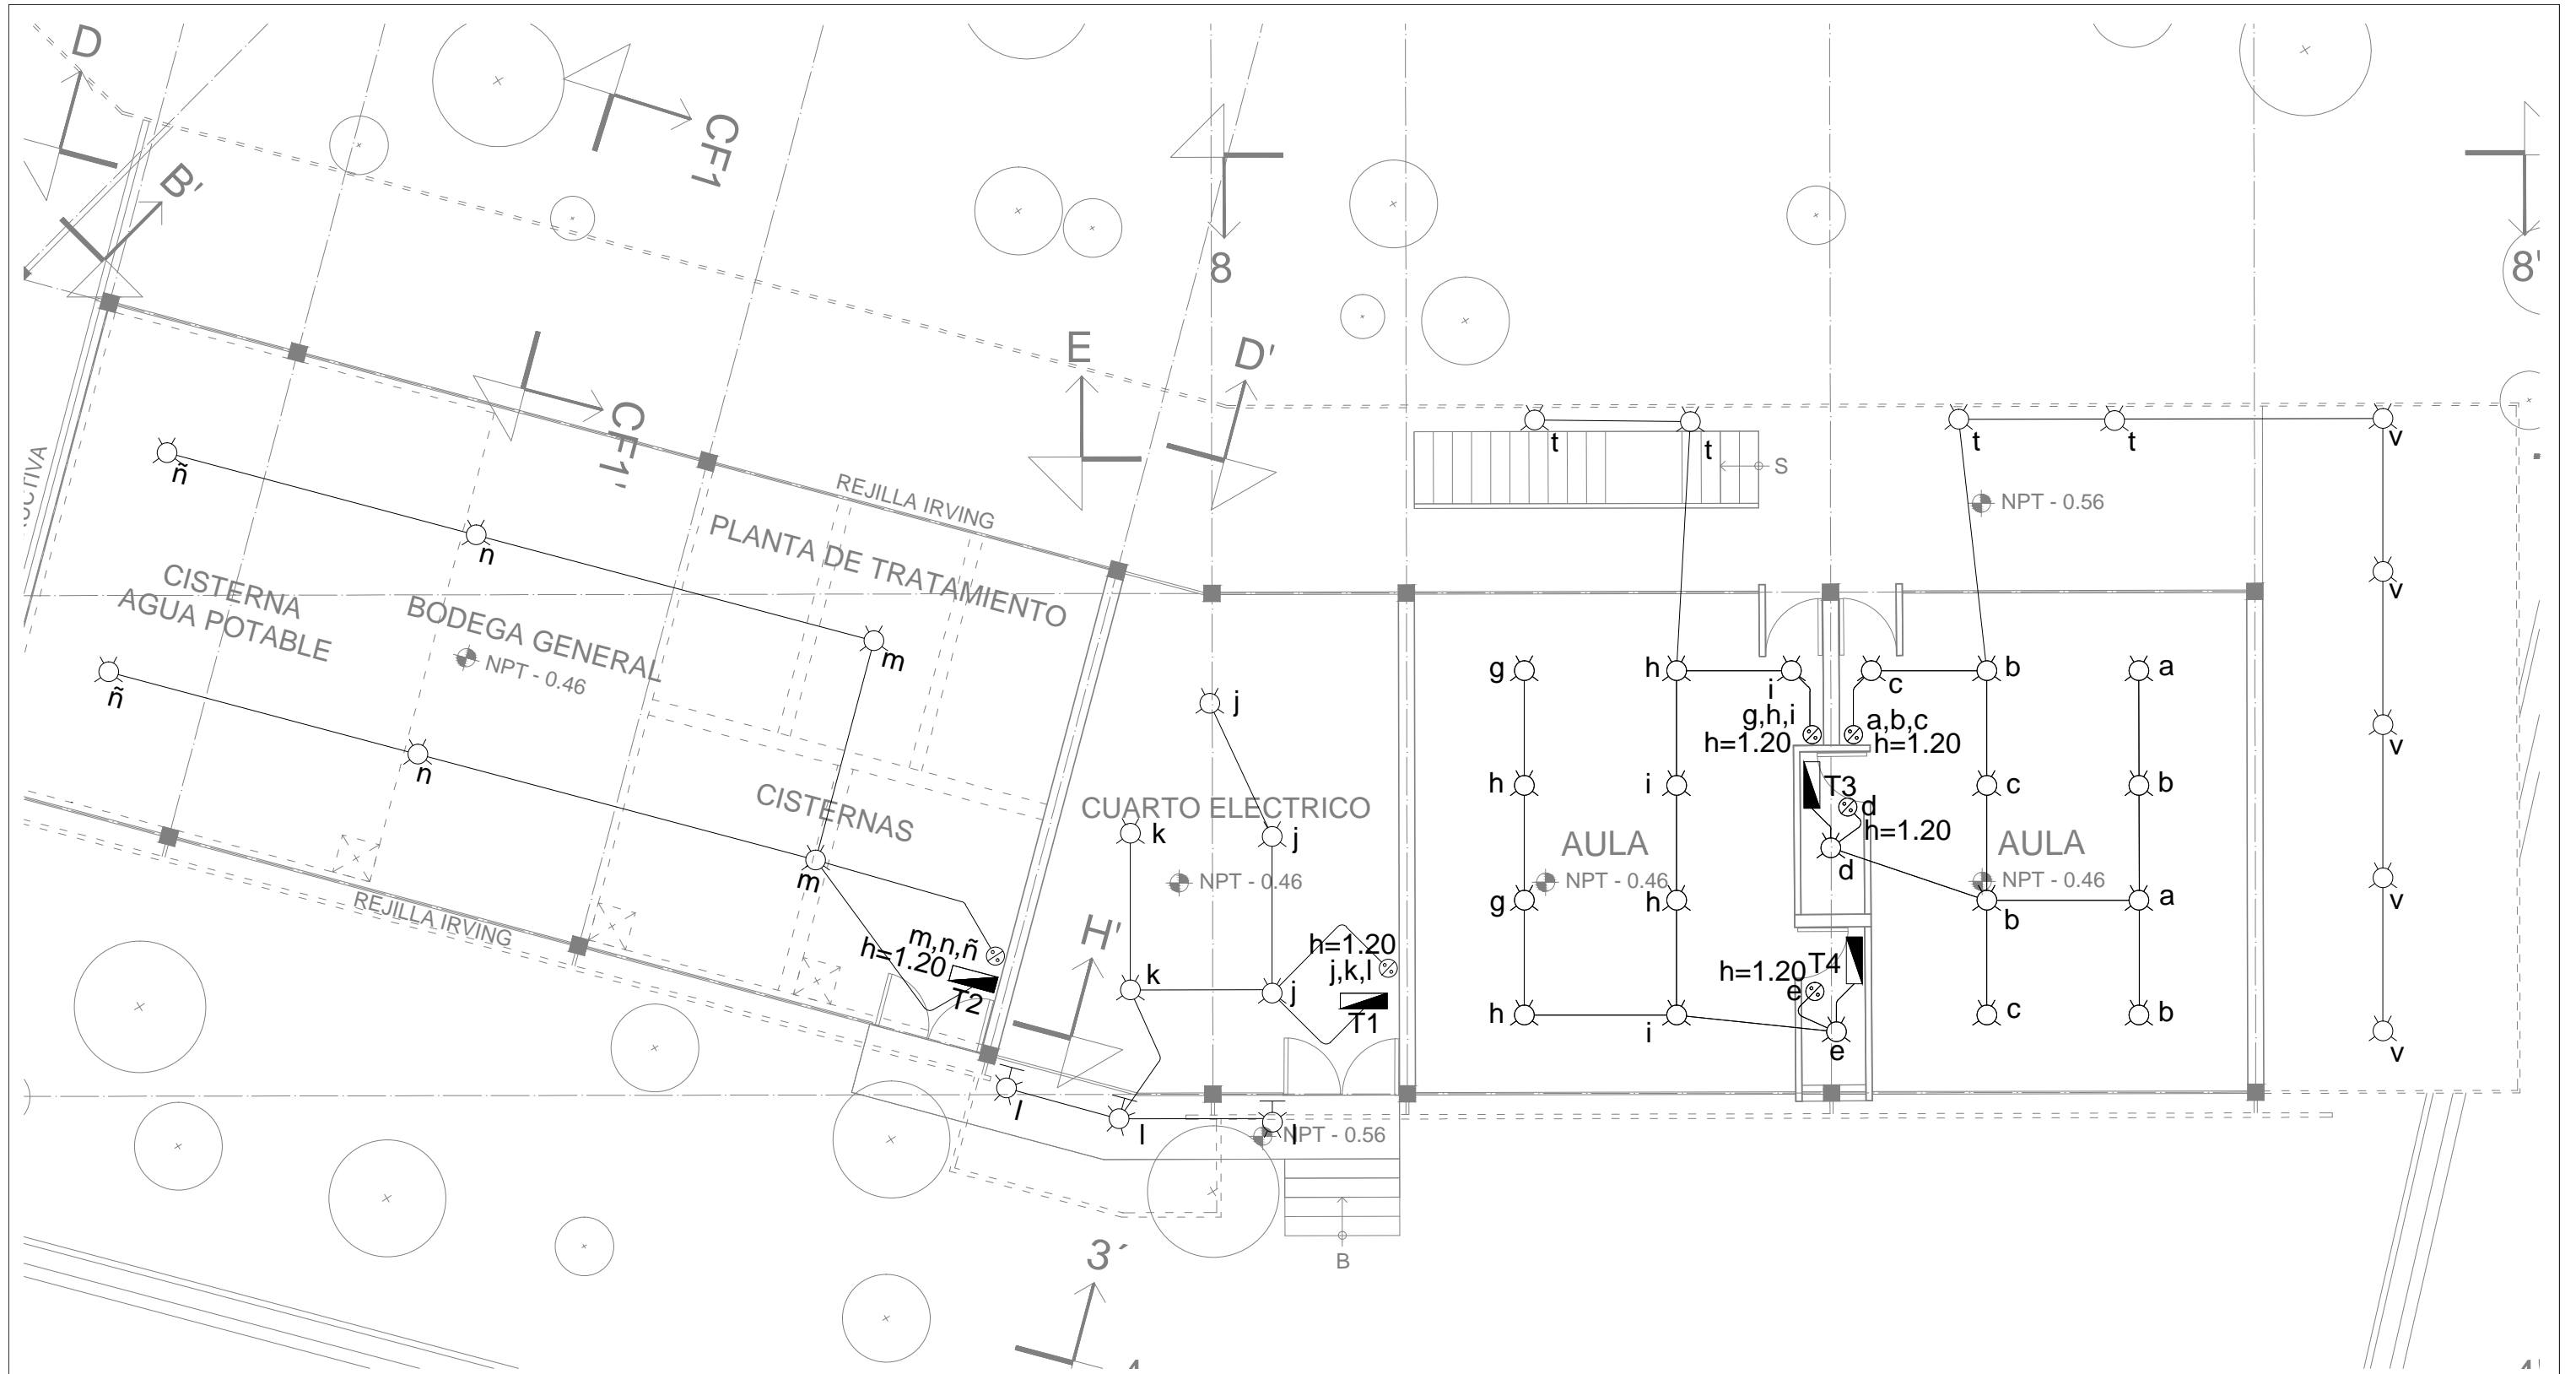 D
CF1
B'
8
8'
E
D'
CF1'
REJILLA IRVING
PLANTA DE TRATAMIENTO
CISTERNA
AGUA POTABLE
BODEGA GENERAL
NPT - 0.46
CISTERNAS
REJILLA IRVING
ñ
n
m
ñ
n
m
m,n,ñ
h=1.20
T2
H'
CUARTO ELECTRICO
NPT - 0.46
j
j
j
k
k
h=1.20
j,k,l
T1
l
l
l
NPT - 0.56
B
3´
t
t
S
t
t
v
NPT - 0.56
v
v
v
v
g
h
i
g,h,i
h=1.20
h
i
g
h
h
i
AULA
NPT - 0.46
c
b
a
a,b,c
h=1.20
c
b
T3
d
h=1.20
d
AULA
NPT - 0.46
b
a
c
b
h=1.20
T4
e
e